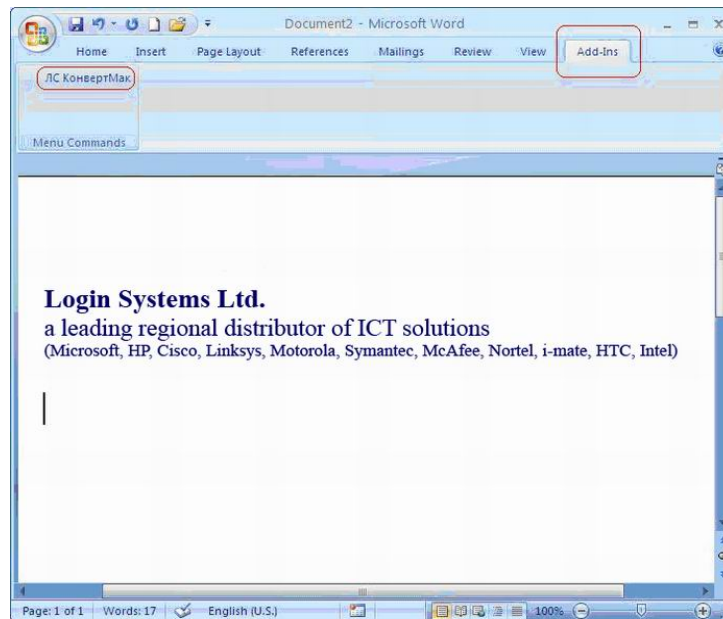 Document2 - Microsoft Word
Home Insert Page Layout References Mailings Review View Add-Ins
ЛС КонвертМак
Menu Commands
Login Systems Ltd.
a leading regional distributor of ICT solutions
(Microsoft, HP, Cisco, Linksys, Motorola, Symantec, McAfee, Nortel, i-mate, HTC, Intel)
Page: 1 of 1 Words: 17 English (U.S.) 100%